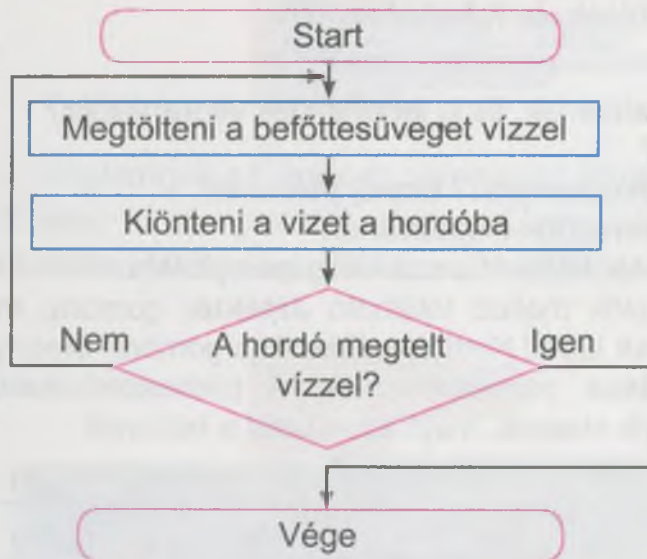 Start
Megtölteni a befőttesüveget vízzel
Kiönteni a vizet a hordóba
Nem
A hordó megtelt
vízzel?
Igen
Vége